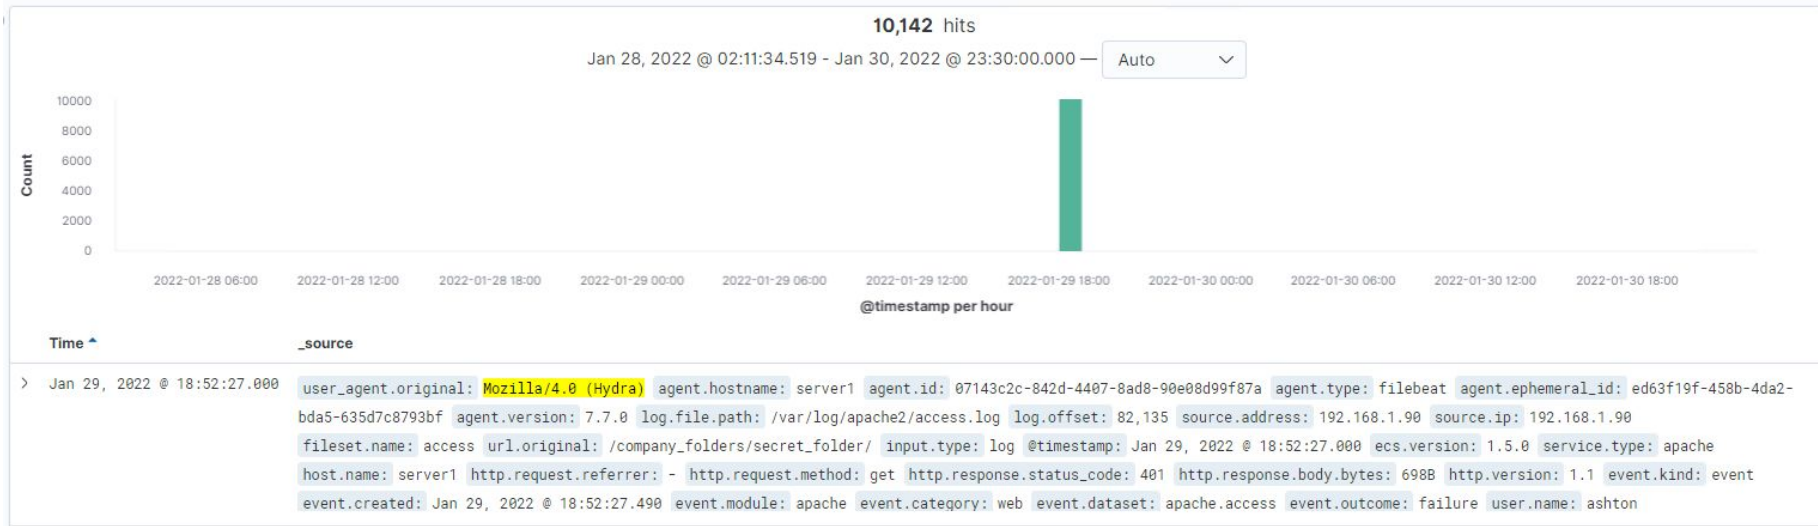 10,142 hits
Jan 28, 2022 @ 02:11:34.519 - Jan 30, 2022 @ 23:30:00.000 — Auto
10000
8000
6000
4000
2000
0
Count
2022-01-28 06:00 2022-01-28 12:00 2022-01-28 18:00 2022-01-29 00:00 2022-01-29 06:00 2022-01-29 12:00 2022-01-29 18:00 2022-01-30 00:00 2022-01-30 06:00 2022-01-30 12:00 2022-01-30 18:00
@timestamp per hour
Time _source
Jan 29, 2022 @ 18:52:27.000 user_agent.original: Mozilla/4.0 (Hydra) agent.hostname: server1 agent.id: 07143c2c-842d-4407-8ad8-90e08d99f87a agent.type: filebeat agent.ephemeral_id: ed63f19f-458b-4da2-
bda5-635d7c8793bf agent.version: 7.7.0 log.file.path: /var/log/apache2/access.log log.offset: 82,135 source.address: 192.168.1.90 source.ip: 192.168.1.90
fileset.name: access url.original: /company_folders/secret_folder/ input.type: log @timestamp: Jan 29, 2022 @ 18:52:27.000 ecs.version: 1.5.0 service.type: apache
host.name: server1 http.request.referrer: - http.request.method: get http.response.status_code: 401 http.response.body.bytes: 698B http.version: 1.1 event.kind: event
event.created: Jan 29, 2022 @ 18:52:27.490 event.module: apache event.category: web event.dataset: apache.access event.outcome: failure user.name: ashton